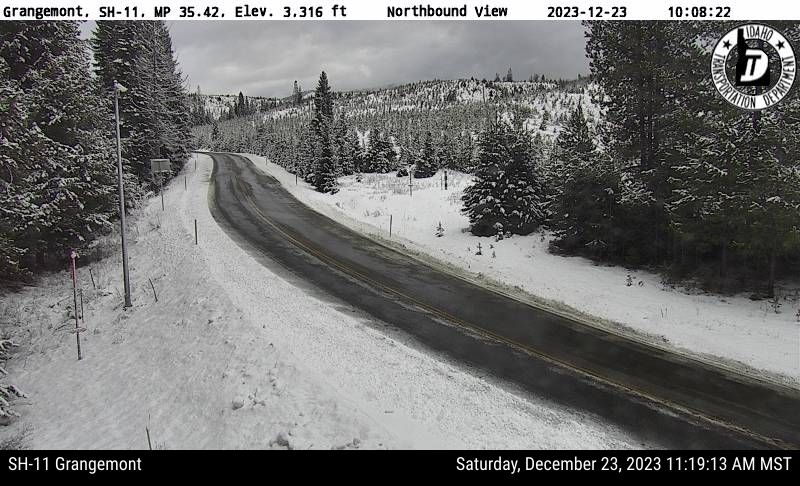 Grangemont, SH-11, MP 35.42, Elev. 3,316 ft Northbound View 2023-12-23 10:08:22
IDAHO
TRANSPORTATION DEPARTMENT
SH-11 Grangemont Saturday, December 23, 2023 11:19:13 AM MST